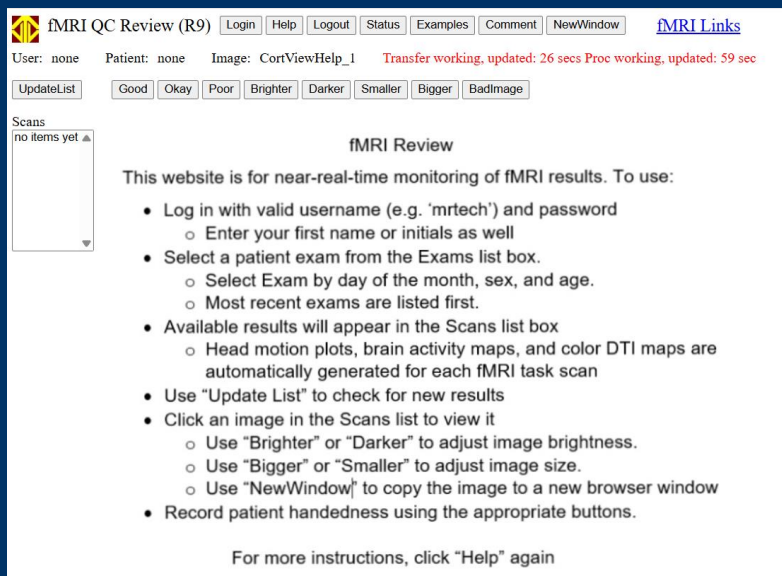 fMRI QC Review (R9) Login Help Logout Status Examples Comment NewWindow fMRI Links
User: none Patient: none Image: CortViewHelp_1 Transfer working, updated: 26 secs Proc working, updated: 59 sec
UpdateList Good Okay Poor Brighter Darker Smaller Bigger BadImage
Scans
no items yet
fMRI Review
This website is for near-real-time monitoring of fMRI results. To use:
• Log in with valid username (e.g. ‘mrtech’) and password
o Enter your first name or initials as well
• Select a patient exam from the Exams list box.
o Select Exam by day of the month, sex, and age.
o Most recent exams are listed first.
• Available results will appear in the Scans list box
o Head motion plots, brain activity maps, and color DTI maps are
automatically generated for each fMRI task scan
• Use “Update List” to check for new results
• Click an image in the Scans list to view it
o Use “Brighter” or “Darker” to adjust image brightness.
o Use “Bigger” or “Smaller” to adjust image size.
o Use “NewWindow” to copy the image to a new browser window
• Record patient handedness using the appropriate buttons.
For more instructions, click “Help” again